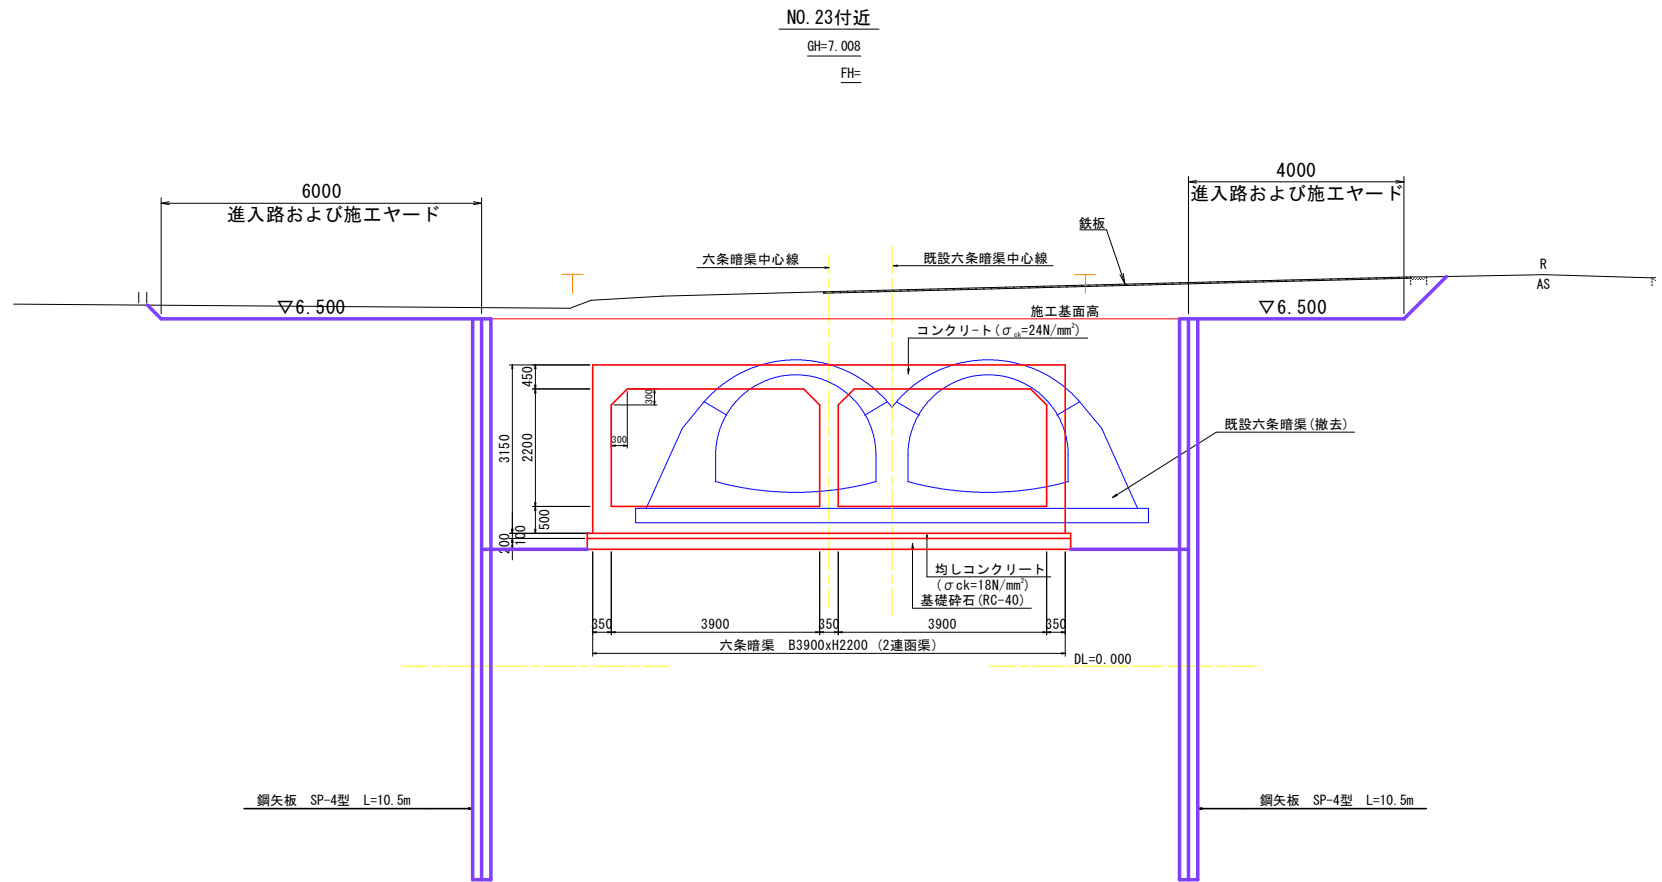 NO.23付近
GH=7.008
FH=
6000
進入路および施工ヤード
4000
進入路および施工ヤード
鉄板
六条暗渠中心線
既設六条暗渠中心線
R
AS
▽6.500
施工基面高
▽6.500
コンクリート(σck=24N/mm²)
450
300
300
3150
2200
500
100
200
既設六条暗渠(撤去)
均しコンクリート
(σck=18N/mm²)
基礎砕石(RC-40)
350
3900
350
3900
350
六条暗渠 B3900xH2200 (2連函渠)
DL=0.000
鋼矢板 SP-4型 L=10.5m
鋼矢板 SP-4型 L=10.5m